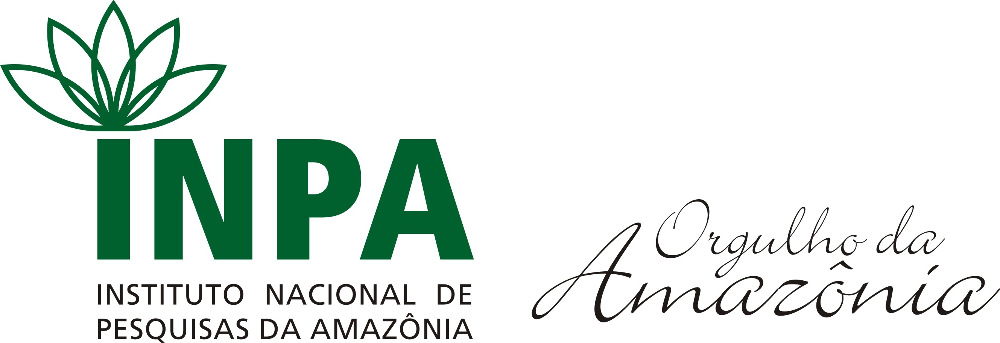 INPA
INSTITUTO NACIONAL DE
PESQUISAS DA AMAZÔNIA
Orgulho da
Amazônia